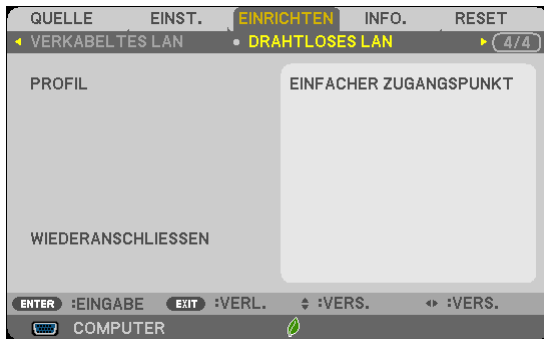 QUELLE EINST. EINRICHTEN INFO. RESET
VERKABELTES LAN • DRAHTLOSES LAN 4/4
PROFIL EINFACHER ZUGANGSPUNKT
WIEDERANSCHLIESSEN
ENTER :EINGABE EXIT :VERL. :VERS. :VERS.
COMPUTER